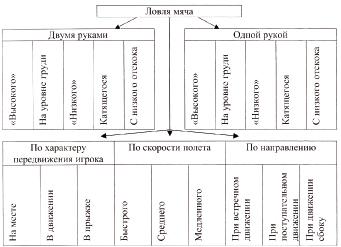 Ловля мяча
Двумя руками
Одной рукой
«Высокого»
На уровне груди
«Низкого»
Катящегося
С низкого отскока
«Высокого»
На уровне груди
«Низкого»
Катящегося
С низкого отскока
По характеру
передвижения игрока
По скорости полета
По направлению
На месте
В движении
В прыжке
Быстрого
Среднего
Медленного
При встречном
движении
При
поступательном
движении
При движении
сбоку